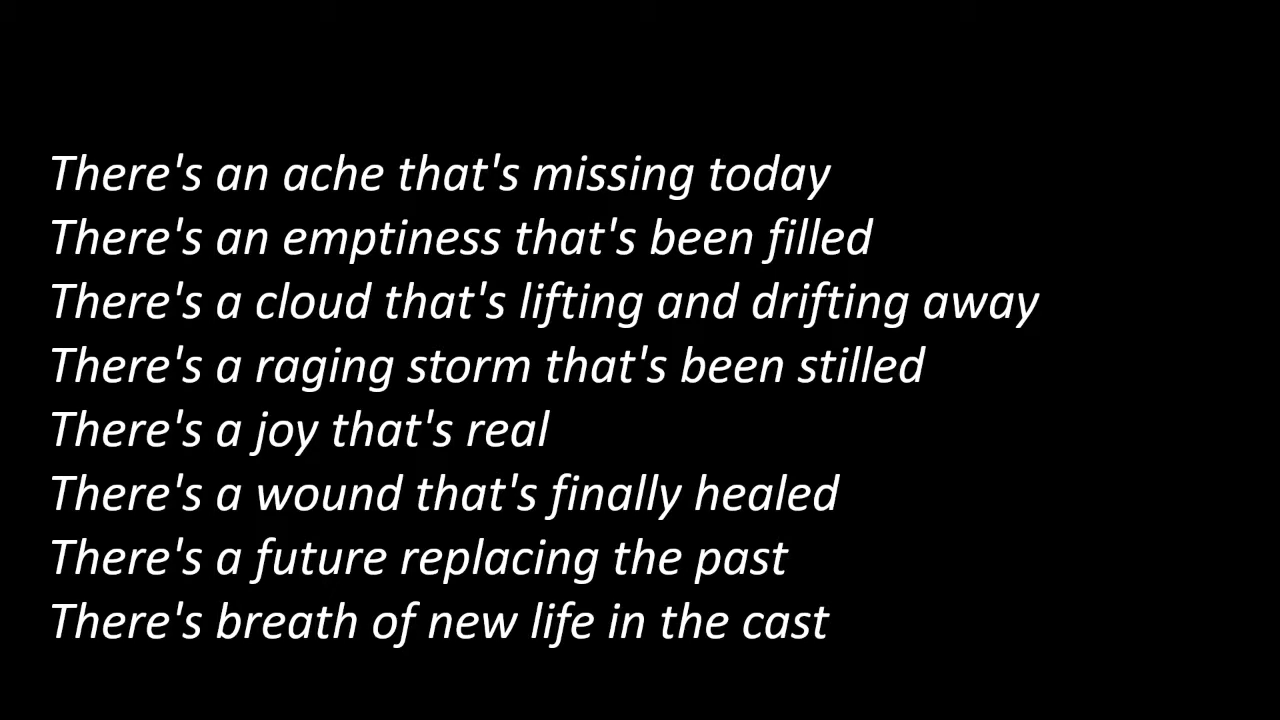 There's an ache that's missing today
There's an emptiness that's been filled
There's a cloud that's lifting and drifting away
There's a raging storm that's been stilled
There's a joy that's real
There's a wound that's finally healed
There's a future replacing the past
There's breath of new life in the cast